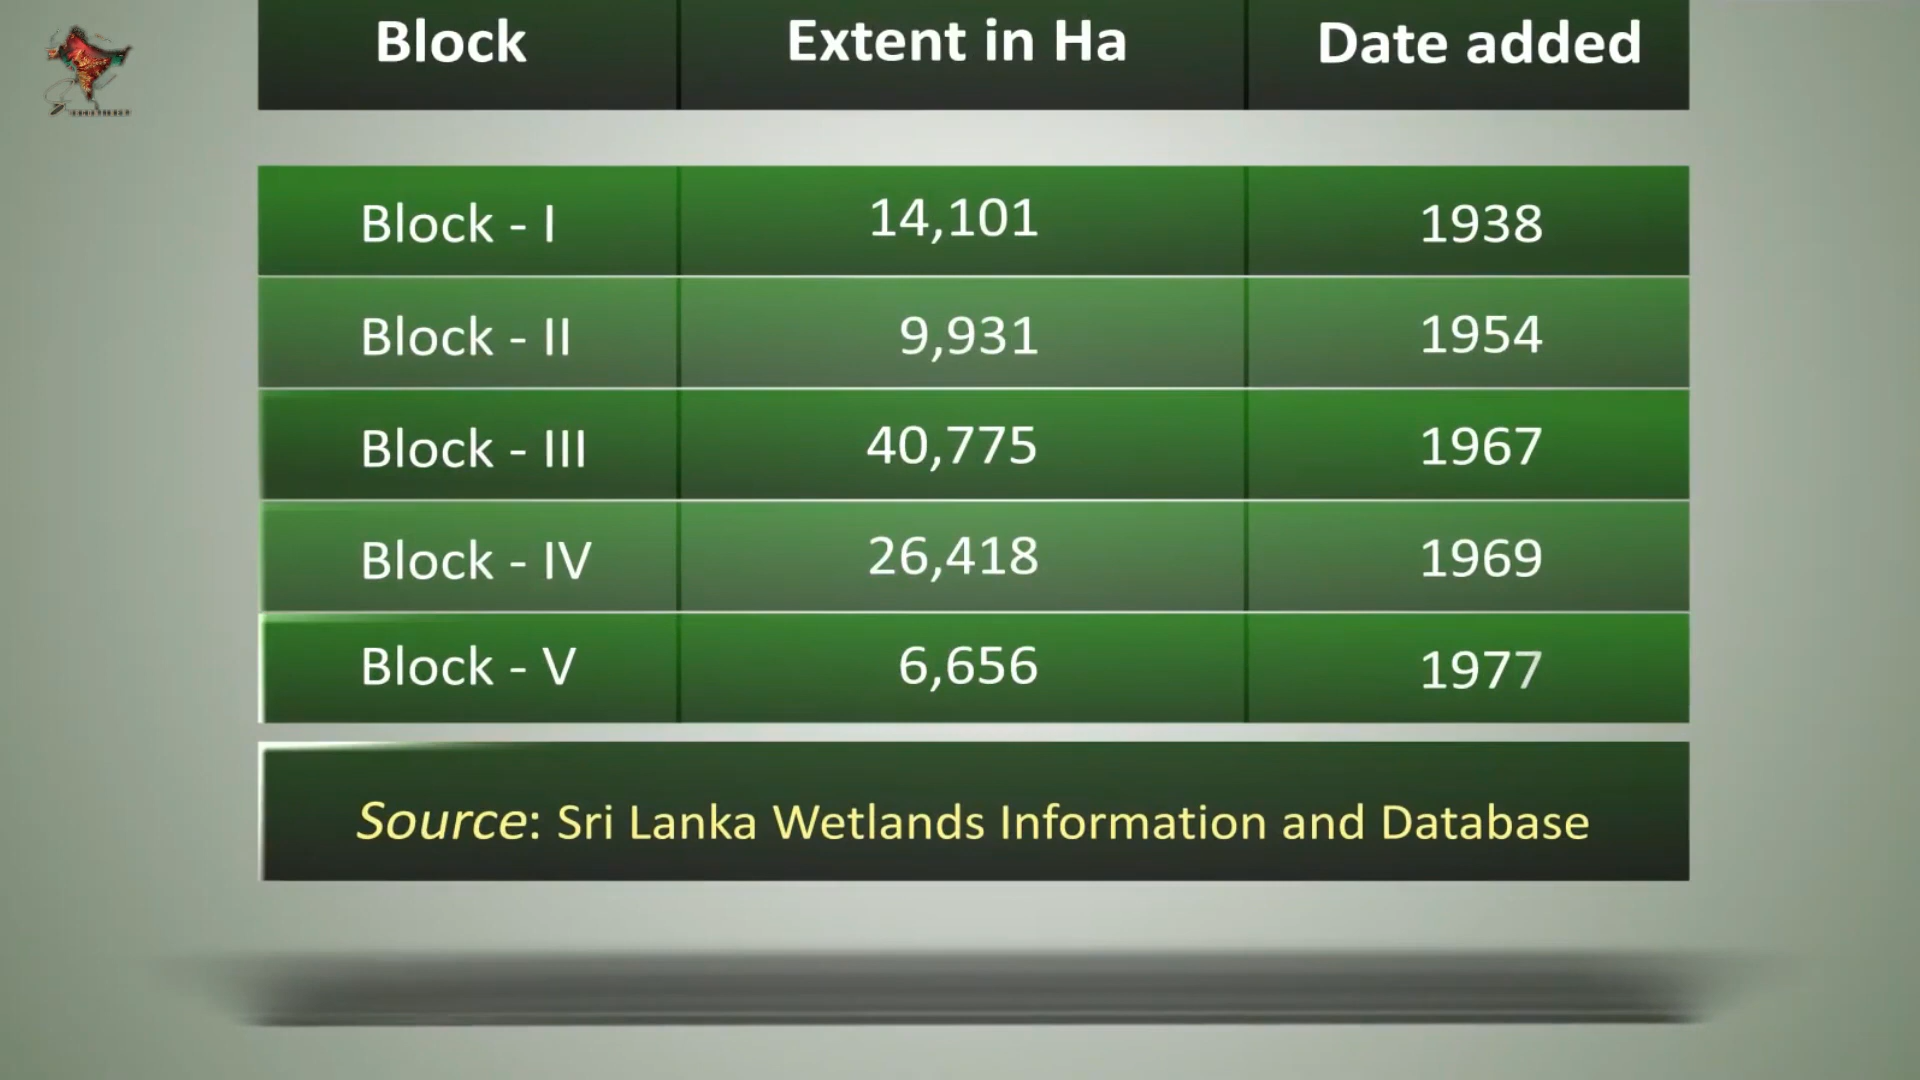 Block Extent in Ha Date added
Block - I 14,101 1938
Block - II 9,931 1954
Block - III 40,775 1967
Block - IV 26,418 1969
Block - V 6,656 1977
Source: Sri Lanka Wetlands Information and Database